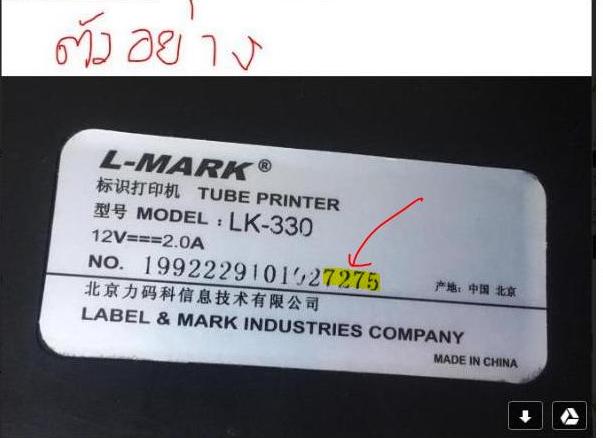 ตัวอย่าง
L-MARK®
标识打印机 TUBE PRINTER
型号 MODEL : LK-330
12V===2.0A
NO. 1992229101027275
产地: 中国 北京
北京力码科信息技术有限公司
LABEL & MARK INDUSTRIES COMPANY
MADE IN CHINA